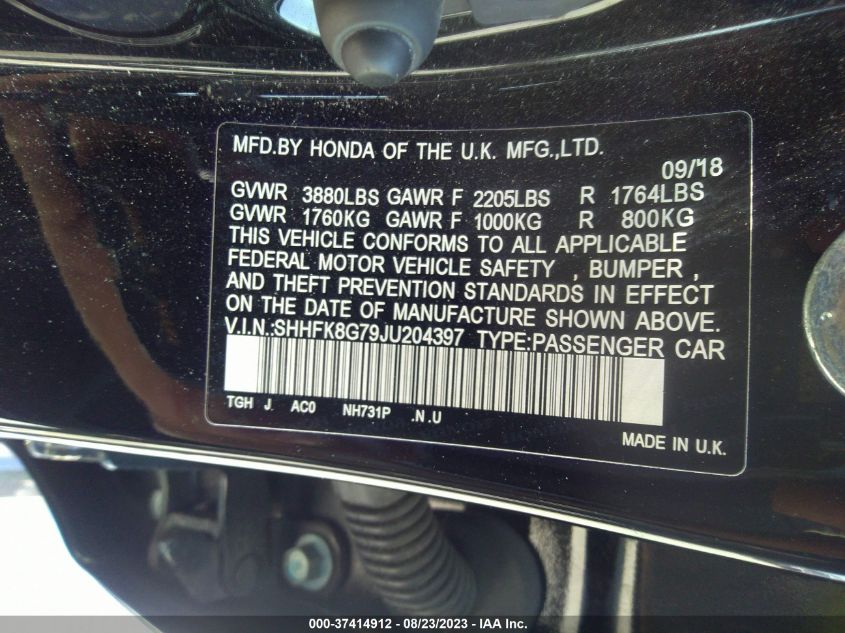 MFD.BY HONDA OF THE U.K. MFG.,LTD.
09/18
GVWR 3880LBS GAWR F 2205LBS R 1764LBS
GVWR 1760KG GAWR F 1000KG R 800KG
THIS VEHICLE CONFORMS TO ALL APPLICABLE
FEDERAL MOTOR VEHICLE SAFETY , BUMPER ,
AND THEFT PREVENTION STANDARDS IN EFFECT
ON THE DATE OF MANUFACTURE SHOWN ABOVE.
V.I.N.:SHHFK8G79JU204397 TYPE:PASSENGER CAR
TGH J AC0 NH731P .N.U
MADE IN U.K.
000-37414912 / 08/23/2023 - IAA Inc.